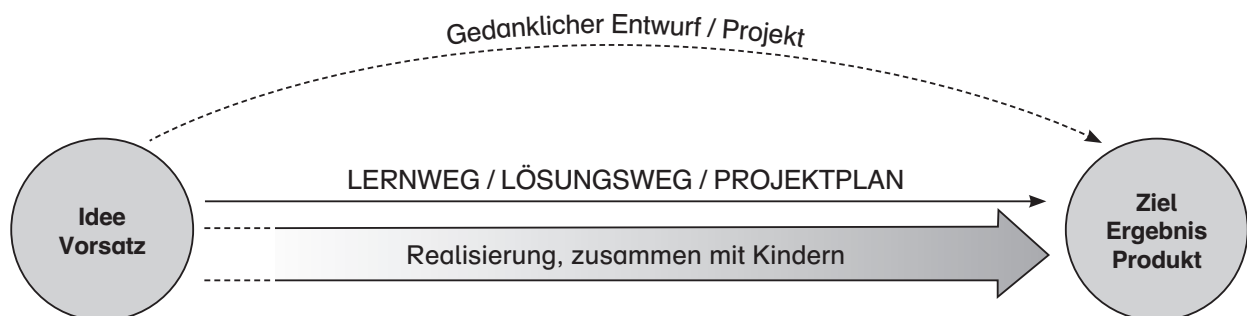 Gedanklicher Entwurf / Projekt
LERNWEG / LÖSUNGSWEG / PROJEKTPLAN
Idee
Vorsatz
Realisierung, zusammen mit Kindern
Ziel
Ergebnis
Produkt